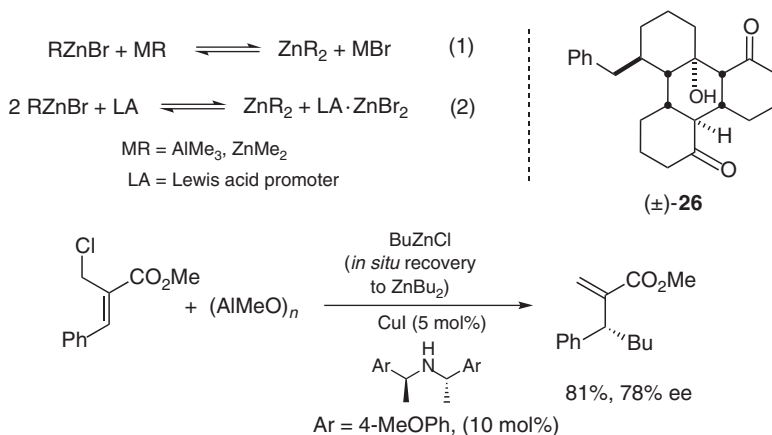 RZnBr + MR ⇌ ZnR₂ + MBr (1)
2 RZnBr + LA ⇌ ZnR₂ + LA·ZnBr₂ (2)
MR = AlMe₃, ZnMe₂
LA = Lewis acid promoter
O
Ph
OH
H
O
(±)-26
Cl
CO₂Me
Ph
+ (AlMeO)n
BuZnCl
(in situ recovery
to ZnBu₂)
CuI (5 mol%)
H
Ar N Ar
Ar = 4-MeOPh, (10 mol%)
CO₂Me
Ph Bu
81%, 78% ee